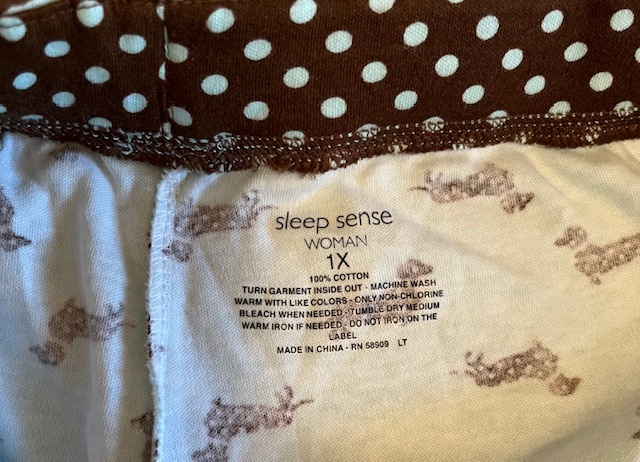 sleep sense
WOMAN
1X
100% COTTON
TURN GARMENT INSIDE OUT - MACHINE WASH
WARM WITH LIKE COLORS - ONLY NON-CHLORINE
BLEACH WHEN NEEDED - TUMBLE DRY MEDIUM
WARM IRON IF NEEDED - DO NOT IRON ON THE
LABEL
MADE IN CHINA - RN 58909 LT